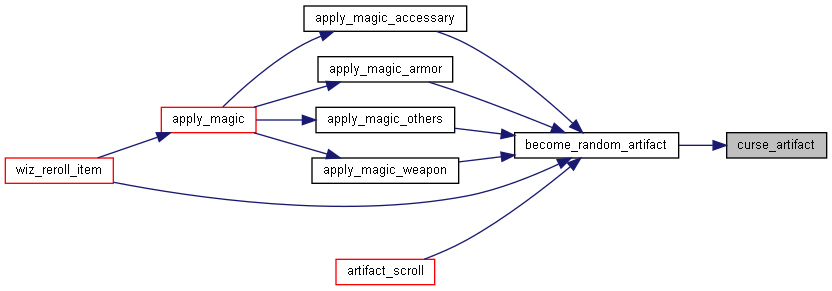 apply_magic_accessary
apply_magic_armor
apply_magic
apply_magic_others
become_random_artifact
curse_artifact
wiz_reroll_item
apply_magic_weapon
artifact_scroll